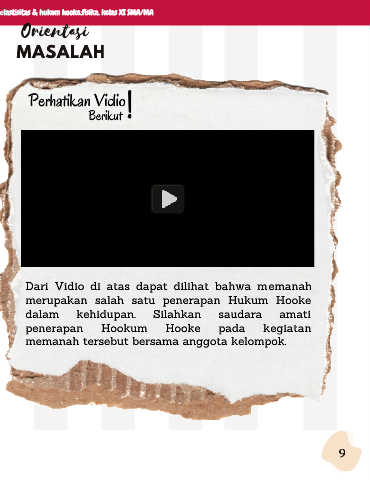 elastisitas & hukum hooke.fisika. kelas XI SMA/MA
Orientasi
MASALAH
Perhatikan Vidio
Berikut !
Dari Vidio di atas dapat dilihat bahwa memanah
merupakan salah satu penerapan Hukum Hooke
dalam kehidupan. Silahkan saudara amati
penerapan Hookum Hooke pada kegiatan
memanah tersebut bersama anggota kelompok.
9